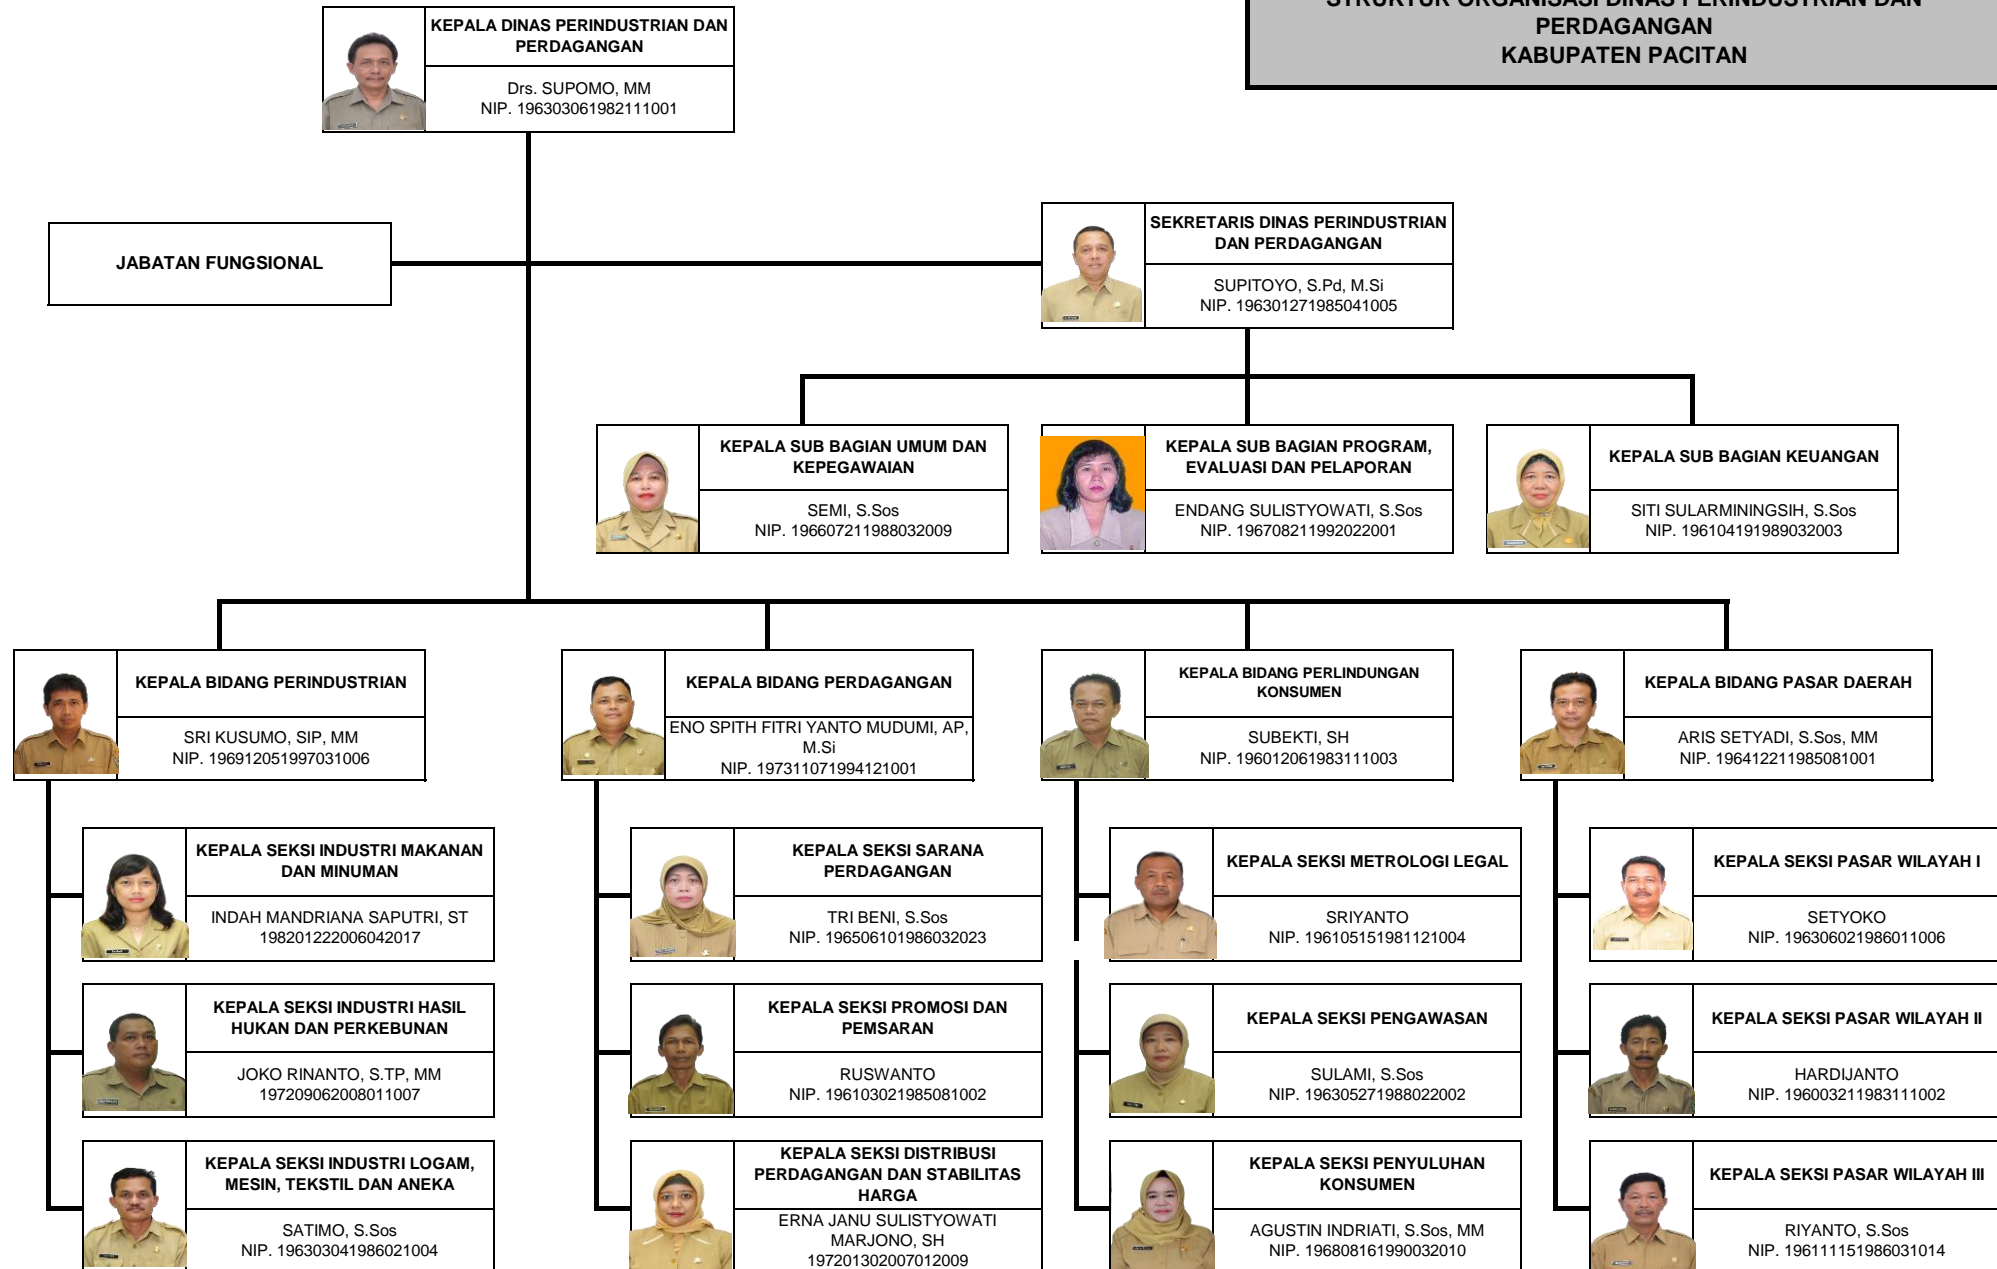 STRUKTUR ORGANISASI DINAS PERINDUSTRIAN DAN
PERDAGANGAN
KABUPATEN PACITAN
KEPALA DINAS PERINDUSTRIAN DAN
PERDAGANGAN
Drs. SUPOMO, MM
NIP. 196303061982111001
JABATAN FUNGSIONAL
SEKRETARIS DINAS PERINDUSTRIAN
DAN PERDAGANGAN
SUPITOYO, S.Pd, M.Si
NIP. 196301271985041005
KEPALA SUB BAGIAN UMUM DAN
KEPEGAWAIAN
SEMI, S.Sos
NIP. 196607211988032009
KEPALA SUB BAGIAN PROGRAM,
EVALUASI DAN PELAPORAN
ENDANG SULISTYOWATI, S.Sos
NIP. 196708211992022001
KEPALA SUB BAGIAN KEUANGAN
SITI SULARMININGSIH, S.Sos
NIP. 196104191989032003
KEPALA BIDANG PERINDUSTRIAN
SRI KUSUMO, SIP, MM
NIP. 196912051997031006
KEPALA BIDANG PERDAGANGAN
ENO SPITH FITRI YANTO MUDUMI, AP,
M.Si
NIP. 197311071994121001
KEPALA BIDANG PERLINDUNGAN
KONSUMEN
SUBEKTI, SH
NIP. 196012061983111003
KEPALA BIDANG PASAR DAERAH
ARIS SETYADI, S.Sos, MM
NIP. 196412211985081001
KEPALA SEKSI INDUSTRI MAKANAN
DAN MINUMAN
INDAH MANDRIANA SAPUTRI, ST
198201222006042017
KEPALA SEKSI SARANA
PERDAGANGAN
TRI BENI, S.Sos
NIP. 196506101986032023
KEPALA SEKSI METROLOGI LEGAL
SRIYANTO
NIP. 196105151981121004
KEPALA SEKSI PASAR WILAYAH I
SETYOKO
NIP. 196306021986011006
KEPALA SEKSI INDUSTRI HASIL
HUKAN DAN PERKEBUNAN
JOKO RINANTO, S.TP, MM
197209062008011007
KEPALA SEKSI PROMOSI DAN
PEMSARAN
RUSWANTO
NIP. 196103021985081002
KEPALA SEKSI PENGAWASAN
SULAMI, S.Sos
NIP. 196305271988022002
KEPALA SEKSI PASAR WILAYAH II
HARDIJANTO
NIP. 196003211983111002
KEPALA SEKSI INDUSTRI LOGAM,
MESIN, TEKSTIL DAN ANEKA
SATIMO, S.Sos
NIP. 196303041986021004
KEPALA SEKSI DISTRIBUSI
PERDAGANGAN DAN STABILITAS
HARGA
ERNA JANU SULISTYOWATI
MARJONO, SH
197201302007012009
KEPALA SEKSI PENYULUHAN
KONSUMEN
AGUSTIN INDRIATI, S.Sos, MM
NIP. 196808161990032010
KEPALA SEKSI PASAR WILAYAH III
RIYANTO, S.Sos
NIP. 196111151986031014